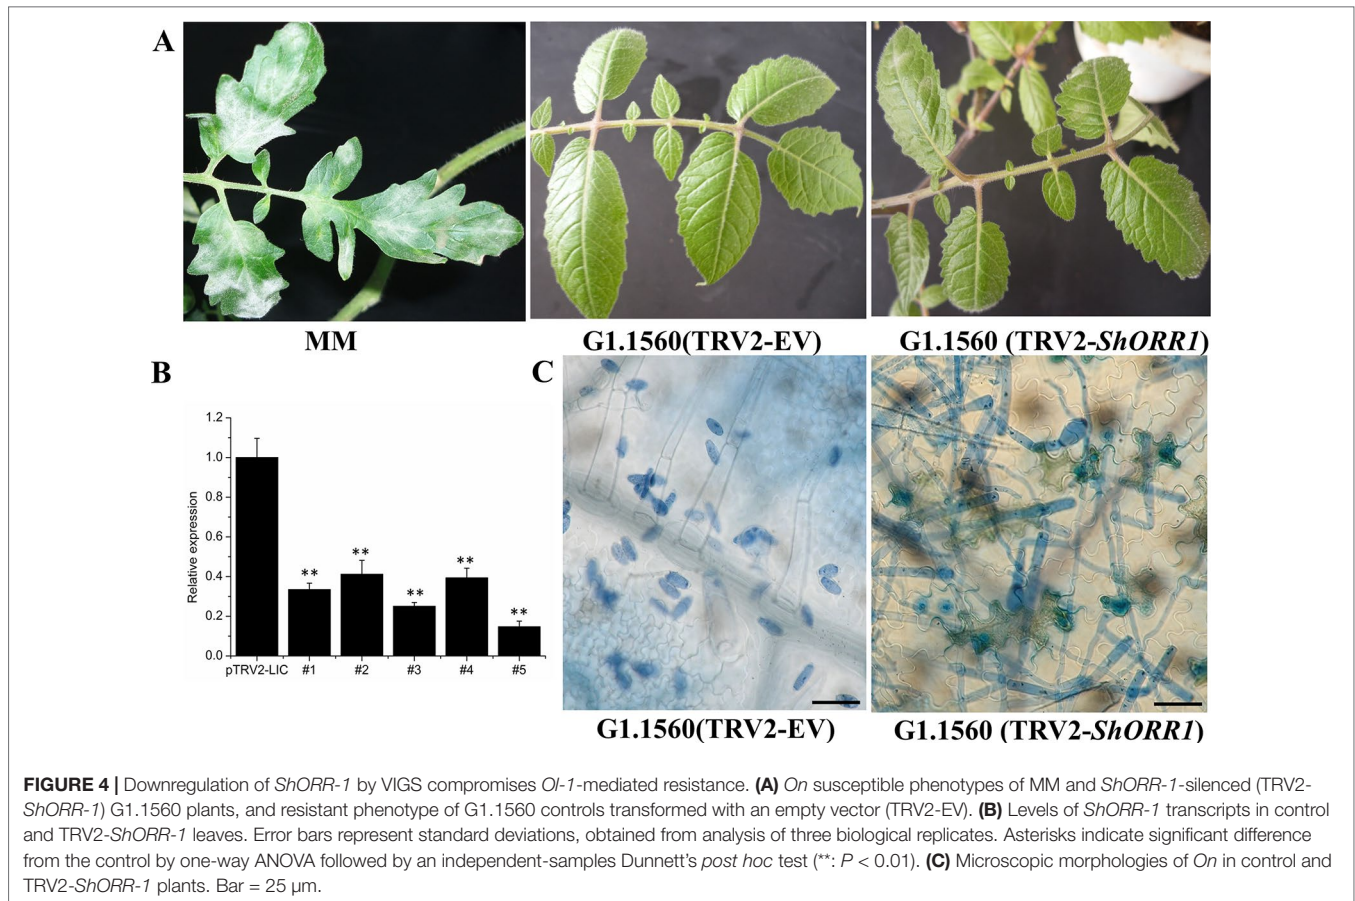 A
MM
G1.1560(TRV2-EV)
G1.1560 (TRV2-ShORR1)
B
1.2
1.0
0.8
0.6
0.4
0.2
0.0
Relative expression
**
**
**
**
**
pTRV2-LIC #1 #2 #3 #4 #5
C
G1.1560(TRV2-EV)
G1.1560 (TRV2-ShORR1)
FIGURE 4 | Downregulation of ShORR-1 by VIGS compromises Ol-1-mediated resistance. (A) On susceptible phenotypes of MM and ShORR-1-silenced (TRV2-
ShORR-1) G1.1560 plants, and resistant phenotype of G1.1560 controls transformed with an empty vector (TRV2-EV). (B) Levels of ShORR-1 transcripts in control
and TRV2-ShORR-1 leaves. Error bars represent standard deviations, obtained from analysis of three biological replicates. Asterisks indicate significant difference
from the control by one-way ANOVA followed by an independent-samples Dunnett's post hoc test (**: P < 0.01). (C) Microscopic morphologies of On in control and
TRV2-ShORR-1 plants. Bar = 25 μm.